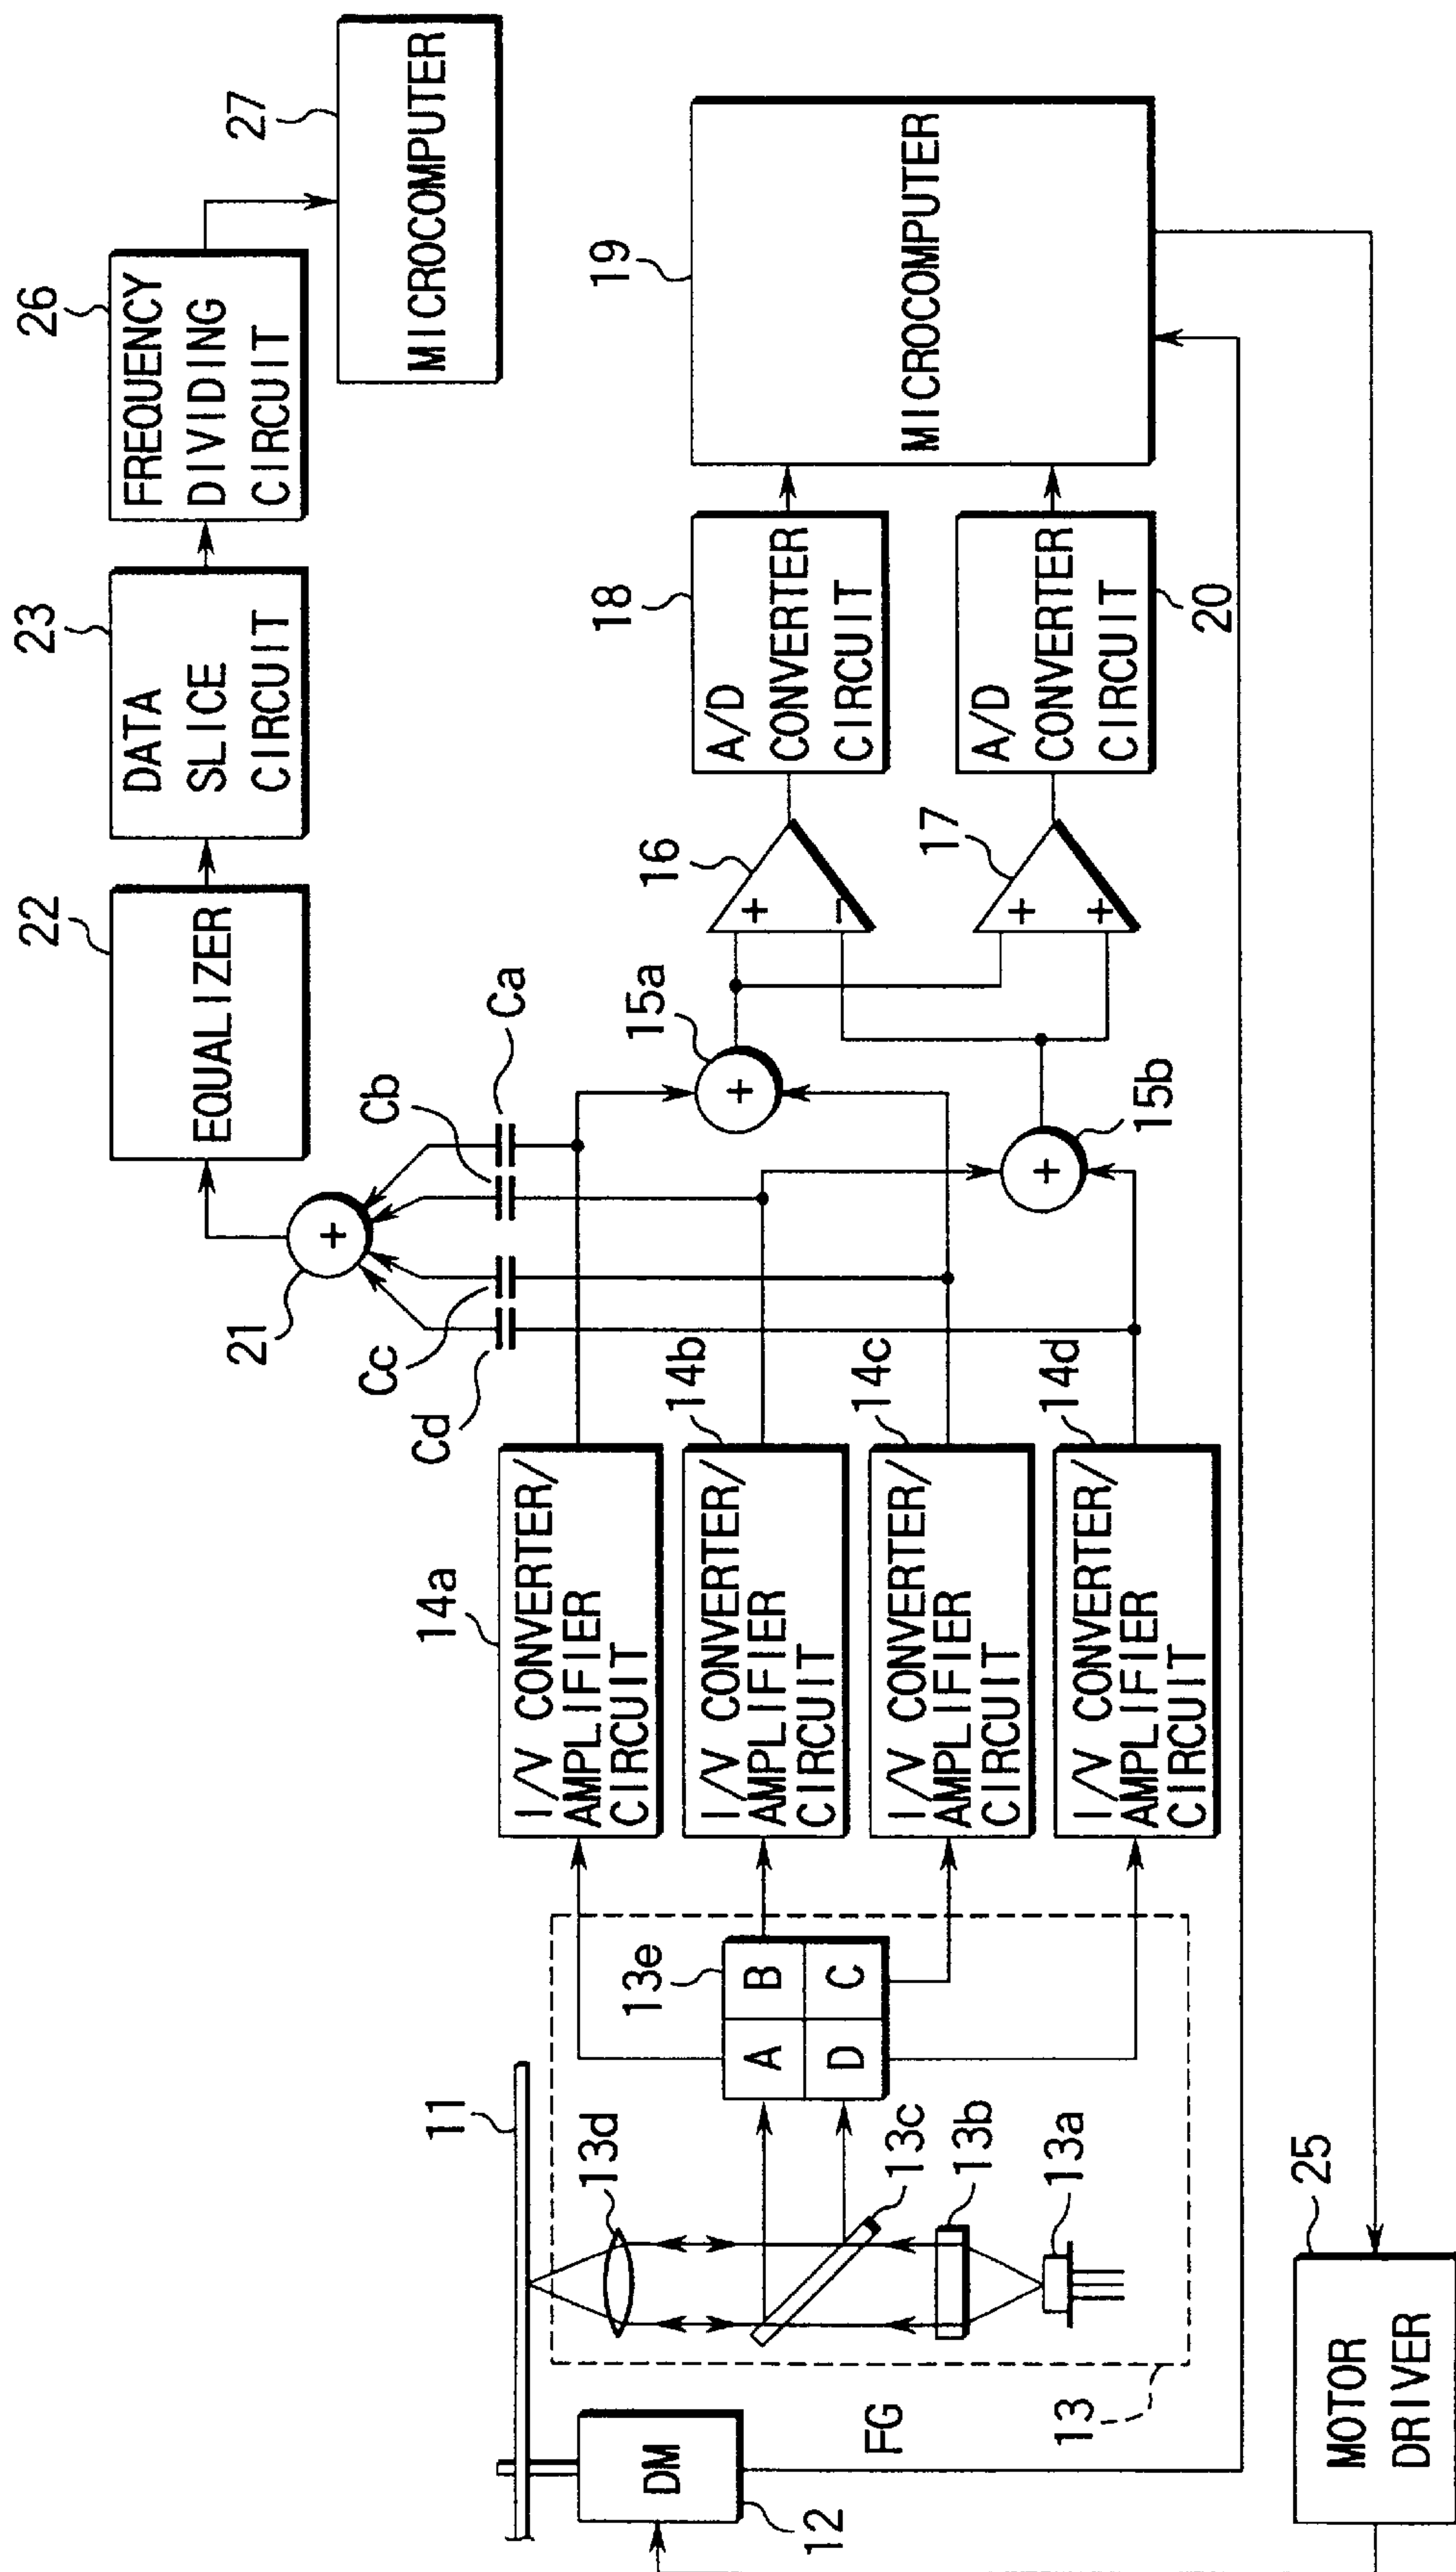 26
27
FREQUENCY
DIVIDING
CIRCUIT
MICROCOMPUTER
23
DATA
SLICE
CIRCUIT
22
EQUALIZER
21
+
Ca
Cb
Cc
Cd
19
MICROCOMPUTER
18
A/D
CONVERTER
CIRCUIT
A/D
CONVERTER
CIRCUIT
20
16
+
-
17
+
+
15a
+
15b
+
14a
I/V CONVERTER/
AMPLIFIER
CIRCUIT
14b
I/V CONVERTER/
AMPLIFIER
CIRCUIT
14c
I/V CONVERTER/
AMPLIFIER
CIRCUIT
14d
I/V CONVERTER/
AMPLIFIER
CIRCUIT
11
13e
A
B
D
C
13d
13c
13b
13a
13
DM
12
FG
25
MOTOR
DRIVER